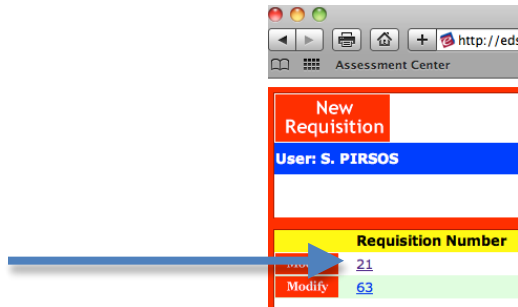 http://eds
Assessment Center
New
Requisition
User: S. PIRSOS
Requisition Number
21
Modify 63